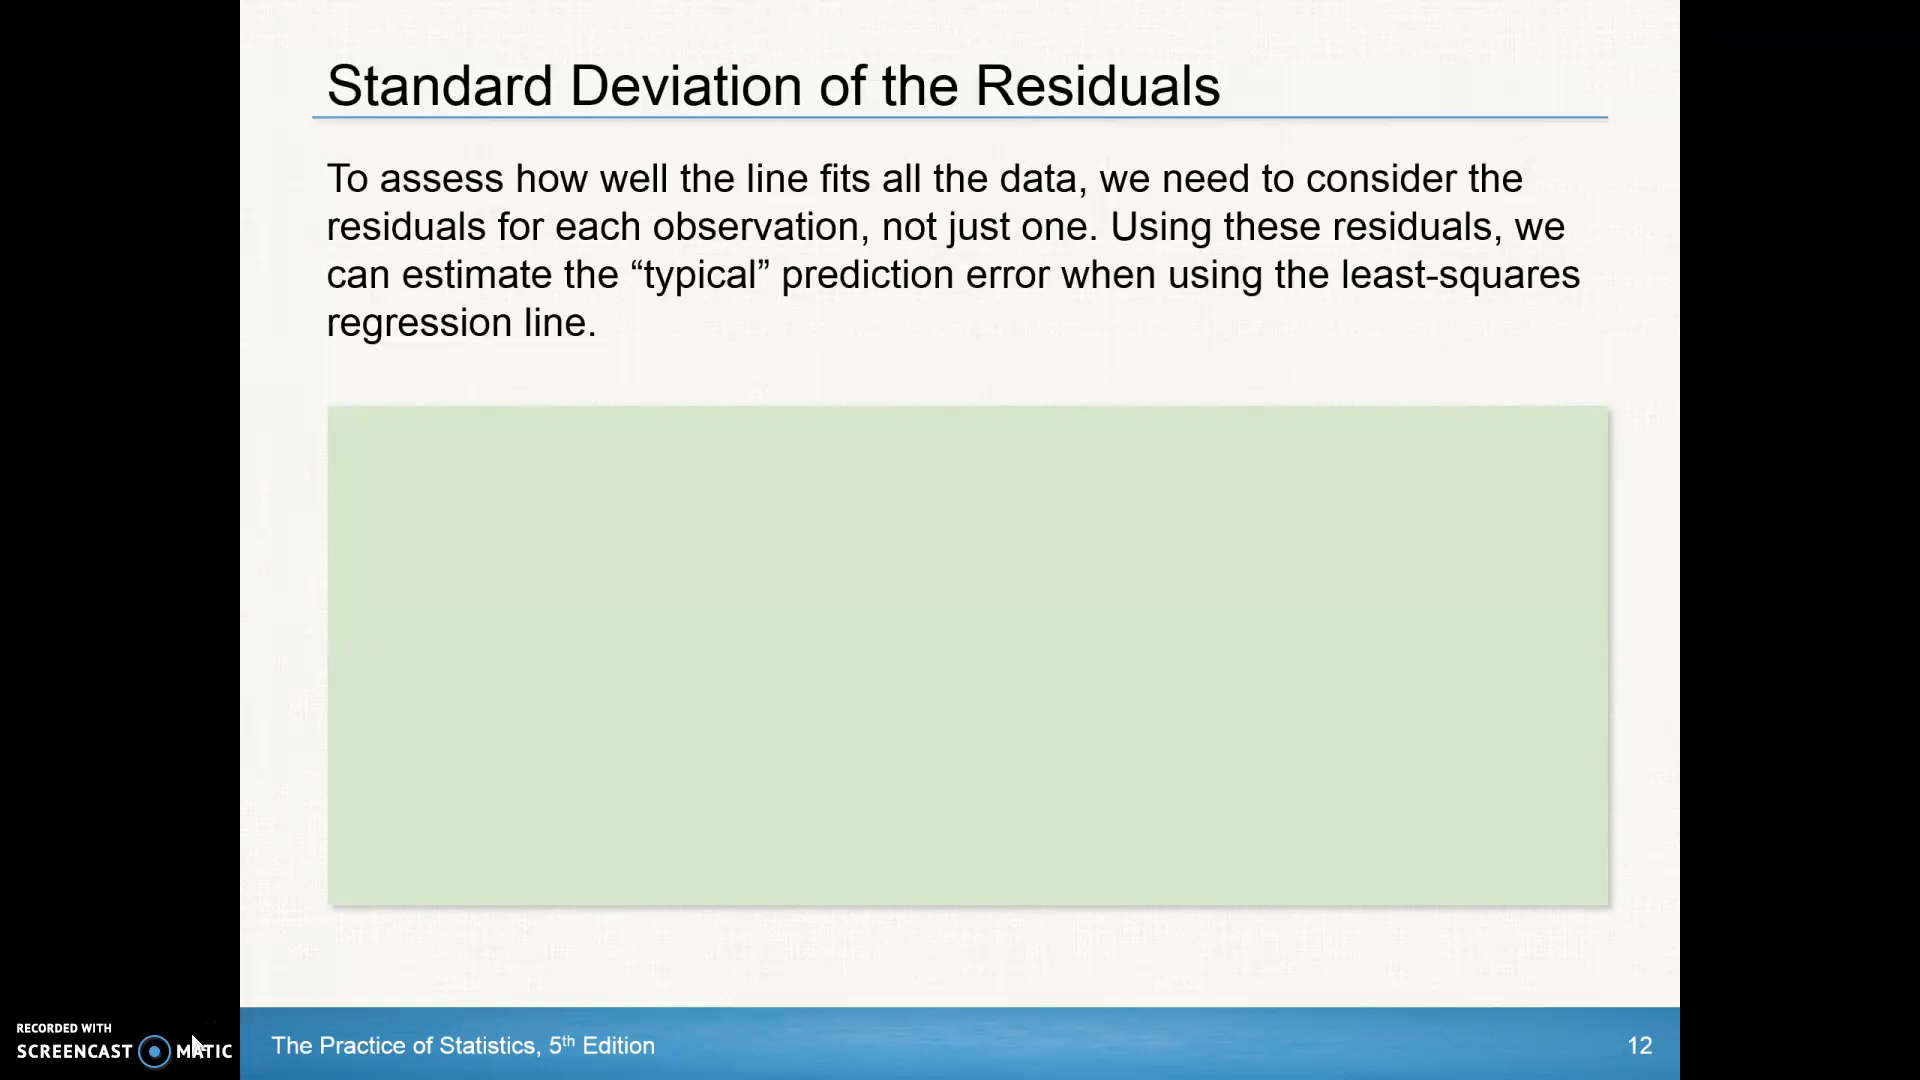 Standard Deviation of the Residuals
To assess how well the line fits all the data, we need to consider the
residuals for each observation, not just one. Using these residuals, we
can estimate the “typical” prediction error when using the least-squares
regression line.
The Practice of Statistics, 5th Edition
12
RECORDED WITH
SCREENCAST MATIC